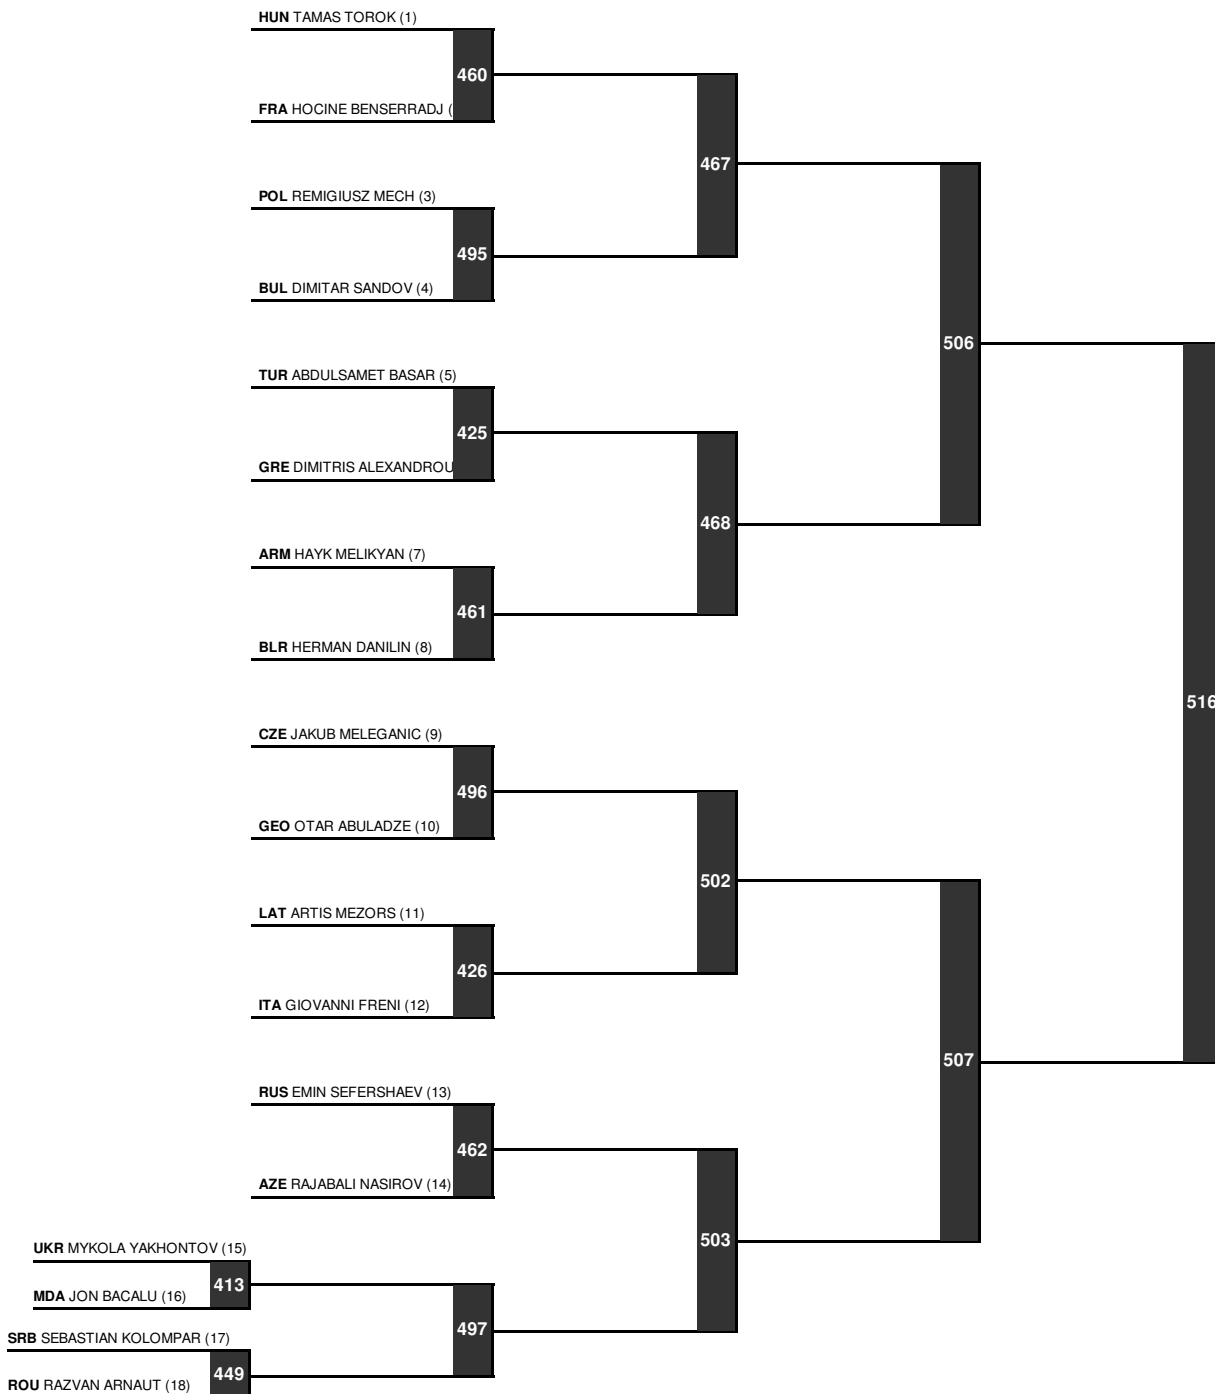 HUN TAMAS TOROK (1)
460
FRA HOCINE BENSERRADJ (
467
POL REMIGIUSZ MECH (3)
495
BUL DIMITAR SANDOV (4)
506
TUR ABDULSAMET BASAR (5)
425
GRE DIMITRIS ALEXANDROU
468
ARM HAYK MELIKYAN (7)
461
BLR HERMAN DANILIN (8)
516
CZE JAKUB MELEGANIC (9)
496
GEO OTAR ABULADZE (10)
502
LAT ARTIS MEZORS (11)
426
ITA GIOVANNI FRENI (12)
507
RUS EMIN SEFERSHAEV (13)
462
AZE RAJABALI NASIROV (14)
503
UKR MYKOLA YAKHONTOV (15)
413
MDA JON BACALU (16)
497
SRB SEBASTIAN KOLOMPAR (17)
449
ROU RAZVAN ARNAUT (18)